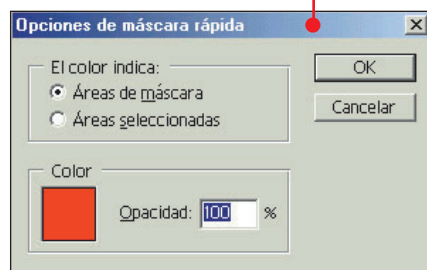 Opciones de máscara rápida
El color indica:
Áreas de máscara
Áreas seleccionadas
OK
Cancelar
Color
Opacidad: 100 %